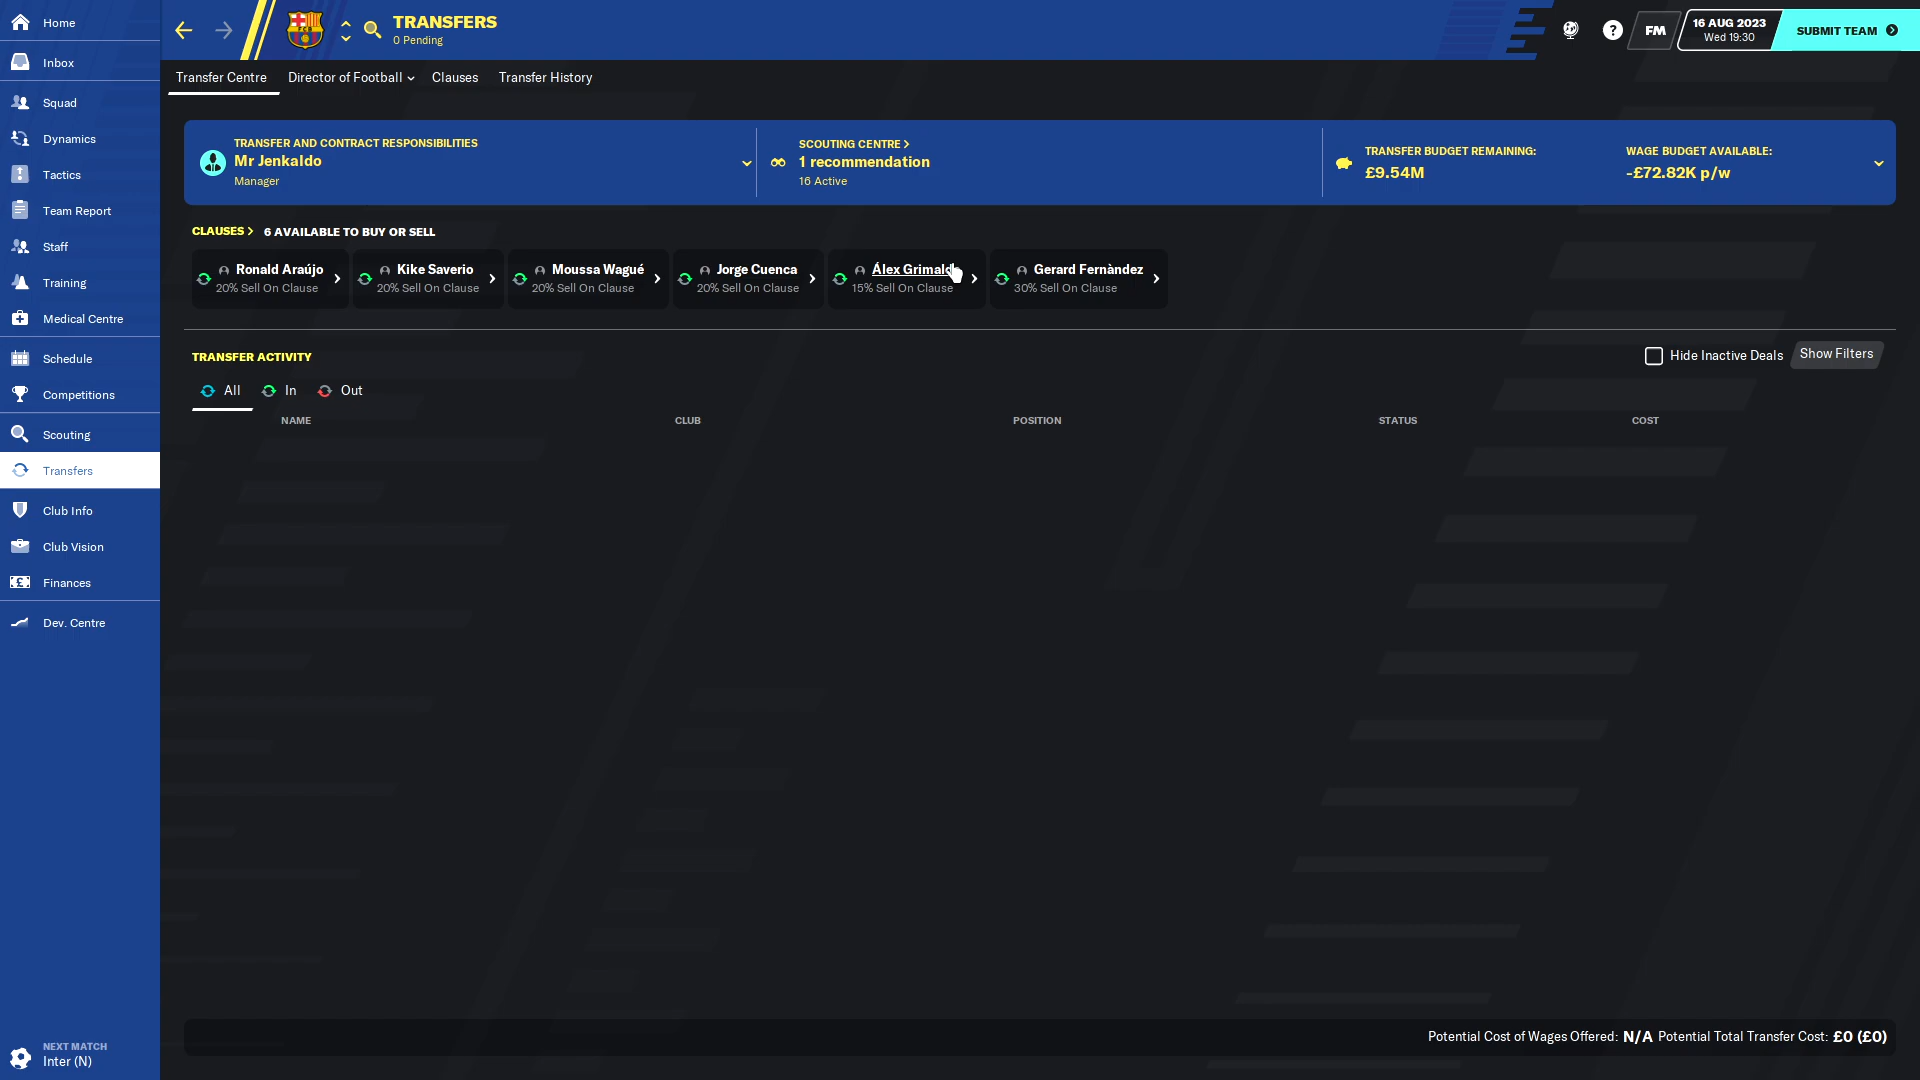 Home
Inbox
Squad
Dynamics
Tactics
Team Report
Staff
Training
Medical Centre
Schedule
Competitions
Scouting
Transfers
Club Info
Club Vision
Finances
Dev. Centre
NEXT MATCH
Inter (N)
TRANSFERS
0 Pending
?
FM
16 AUG 2023
Wed 19:30
SUBMIT TEAM
Transfer Centre Director of Football Clauses Transfer History
TRANSFER AND CONTRACT RESPONSIBILITIES
Mr Jenkaldo
Manager
SCOUTING CENTRE >
1 recommendation
16 Active
TRANSFER BUDGET REMAINING:
£9.54M
WAGE BUDGET AVAILABLE:
-£72.82K p/w
CLAUSES > 6 AVAILABLE TO BUY OR SELL
Ronald Araújo
20% Sell On Clause
Kike Saverio
20% Sell On Clause
Moussa Wagué
20% Sell On Clause
Jorge Cuenca
20% Sell On Clause
Álex
15% Sell On Clause
Gerard Fernàndez
30% Sell On Clause
TRANSFER ACTIVITY
Hide Inactive Deals Show Filters
All In Out
NAME CLUB POSITION STATUS COST
Potential Cost of Wages Offered: N/A Potential Total Transfer Cost: £0 (£0)